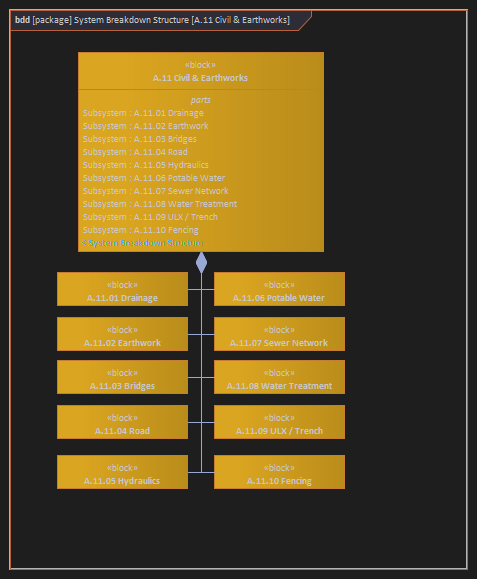 bdd [package] System Breakdown Structure [A.11 Civil & Earthworks]
«block»
A.11 Civil & Earthworks
parts
Subsystem : A.11.01 Drainage
Subsystem : A.11.02 Earthwork
Subsystem : A.11.03 Bridges
Subsystem : A.11.04 Road
Subsystem : A.11.05 Hydraulics
Subsystem : A.11.06 Potable Water
Subsystem : A.11.07 Sewer Network
Subsystem : A.11.08 Water Treatment
Subsystem : A.11.09 ULX / Trench
Subsystem : A.11.10 Fencing
System Breakdown Structure
«block»
A.11.01 Drainage
«block»
A.11.06 Potable Water
«block»
A.11.02 Earthwork
«block»
A.11.07 Sewer Network
«block»
A.11.03 Bridges
«block»
A.11.08 Water Treatment
«block»
A.11.04 Road
«block»
A.11.09 ULX / Trench
«block»
A.11.05 Hydraulics
«block»
A.11.10 Fencing